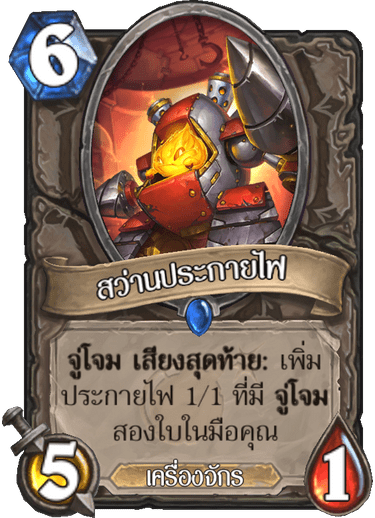 6
สว่านประกายไฟ
จู่โจม เสียงสุดท้าย: เพิ่ม
ประกายไฟ 1/1 ที่มี จู่โจม
สองใบในมือคุณ
5
เครื่องจักร
1